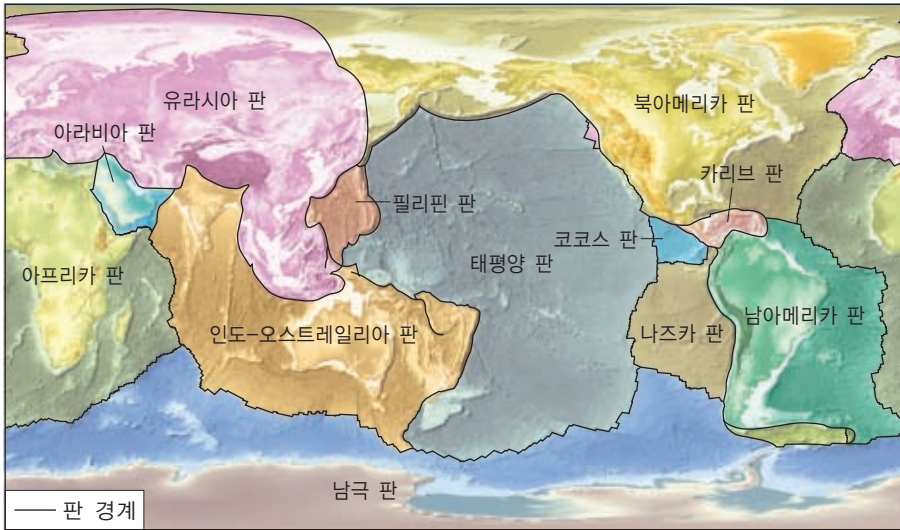 유라시아 판
북아메리카 판
아라비아 판
카리브 판
필리핀 판
코코스 판
태평양 판
아프리카 판
남아메리카 판
인도-오스트레일리아 판
나즈카 판
남극 판
판 경계